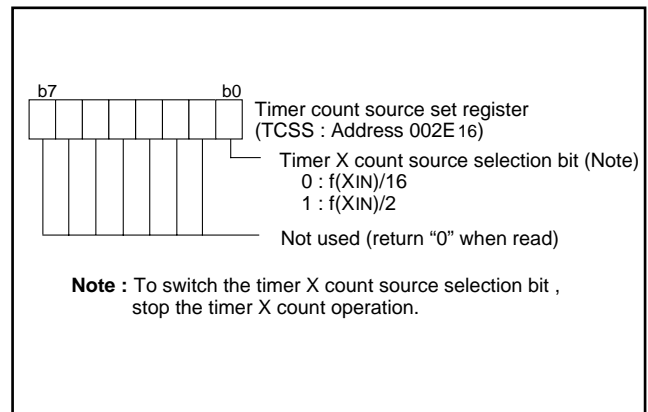 b7 b0
Timer count source set register
(TCSS : Address 002E16)
Timer X count source selection bit (Note)
0 : f(XIN)/16
1 : f(XIN)/2
Not used (return “0” when read)
Note : To switch the timer X count source selection bit ,
stop the timer X count operation.